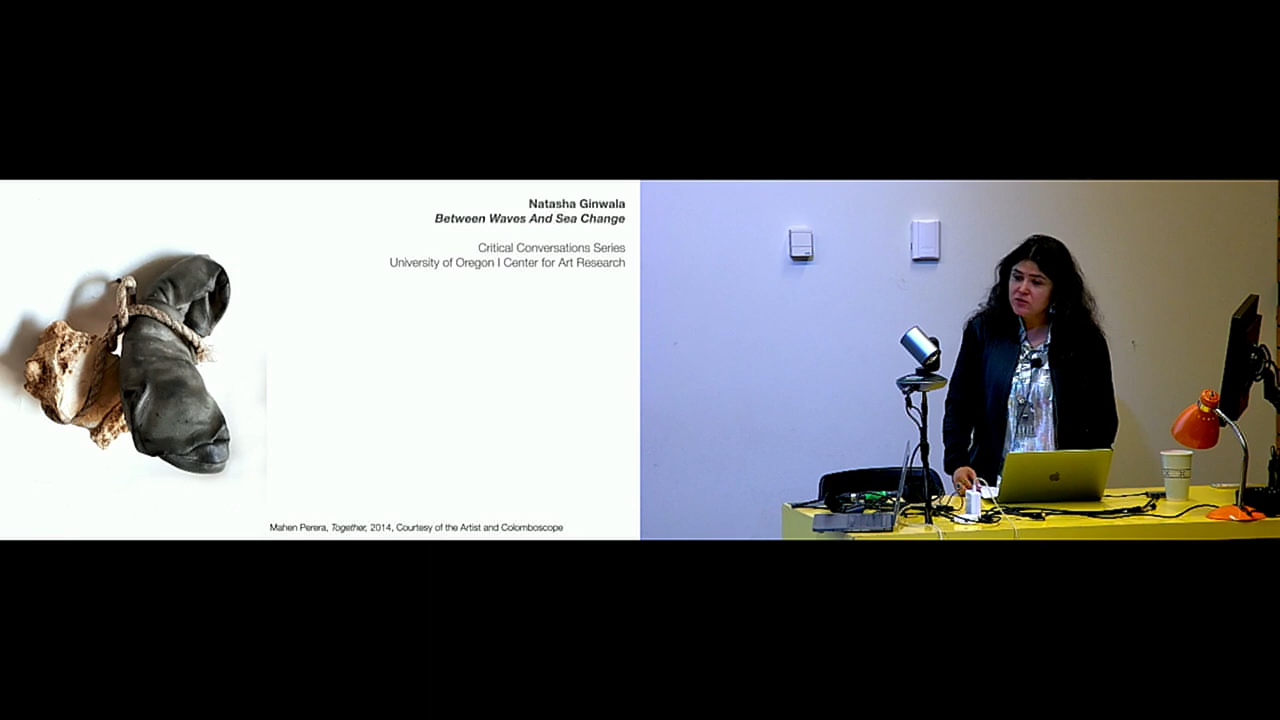 Natasha Ginwala
Between Waves And Sea Change
Critical Conversations Series
University of Oregon I Center for Art Research
Mahen Perera, Together, 2014, Courtesy of the Artist and Colomboscope